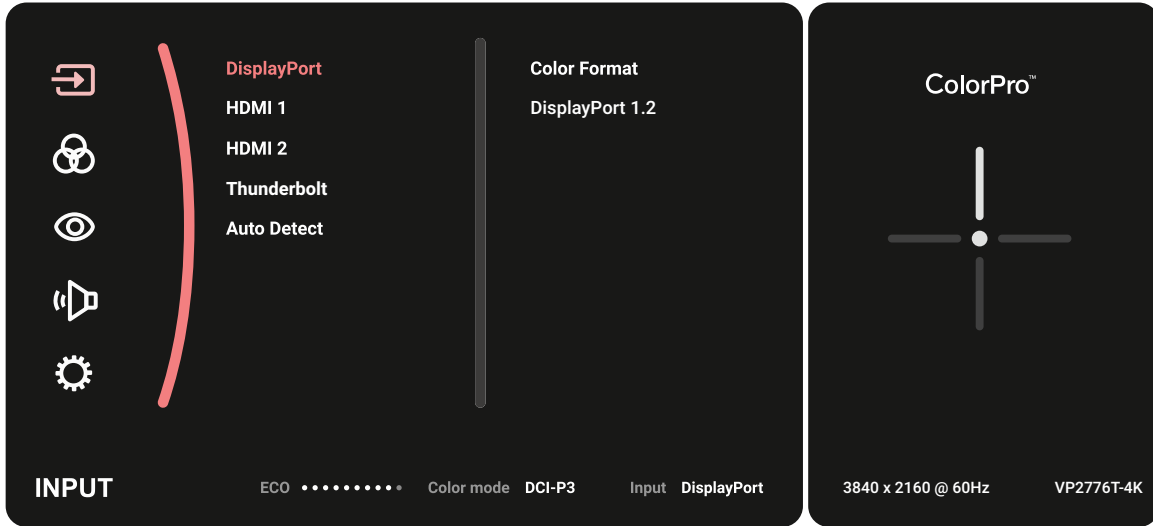 DisplayPort
HDMI 1
HDMI 2
Thunderbolt
Auto Detect
Color Format
DisplayPort 1.2
INPUT
ECO
Color mode DCI-P3
Input DisplayPort
ColorPro™
3840 x 2160 @ 60Hz
VP2776T-4K